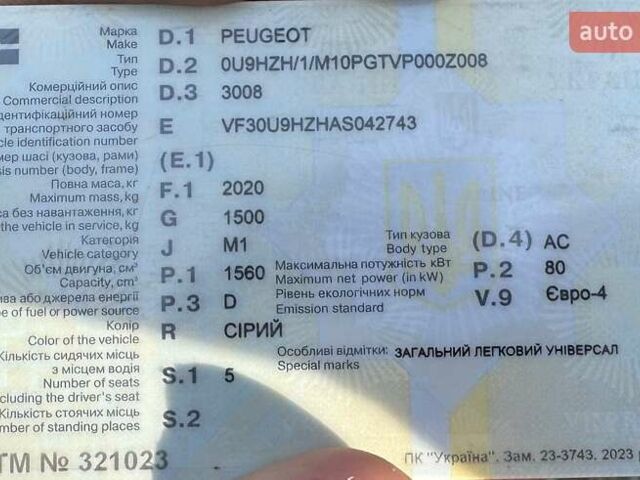 auto
Марка
Make D.1 PEUGEOT
Тип
Type D.2 0U9HZH/1/M10PGTVP000Z008
Комерційний опис
Commercial description D.3 3008
дентифікаційний номер
транспортного засобу E VF30U9HZHAS042743
le identification number
мер шасі (кузова, рами) (E.1)
sis number (body, frame)
Повна маса, кг F.1 2020
Maximum mass, kg
са без навантаження, кг G 1500
the vehicle in service, kg
Категорія J M1 Тип кузова (D.4) АС
Vehicle category Body type
Об'єм двигуна, см³ P.1 1560 Максимальна потужність кВт P.2 80
Capacity, cm³ Maximum net power (in kW)
ива або джерела енергії P.3 D Рівень екологічних норм V.9 Євро-4
e of fuel or power source Emission standard
Колір R СІРИЙ
Color of the vehicle
Кількість сидячих місць Особливі відмітки: ЗАГАЛЬНИЙ ЛЕГКОВИЙ УНІВЕРСАЛ
з місцем водія S.1 5 Special marks
Number of seats
cluding the driver's seat
Кількість стоячих місць S.2
umber of standing places
ТМ № 321023 ПК "Україна". Зам. 23-3743. 2023 р